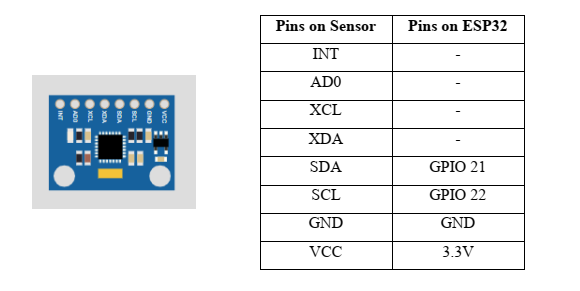 INT AD0 XCL XDA SDA SCL GND VCC
Pins on Sensor Pins on ESP32
INT -
AD0 -
XCL -
XDA -
SDA GPIO 21
SCL GPIO 22
GND GND
VCC 3.3V